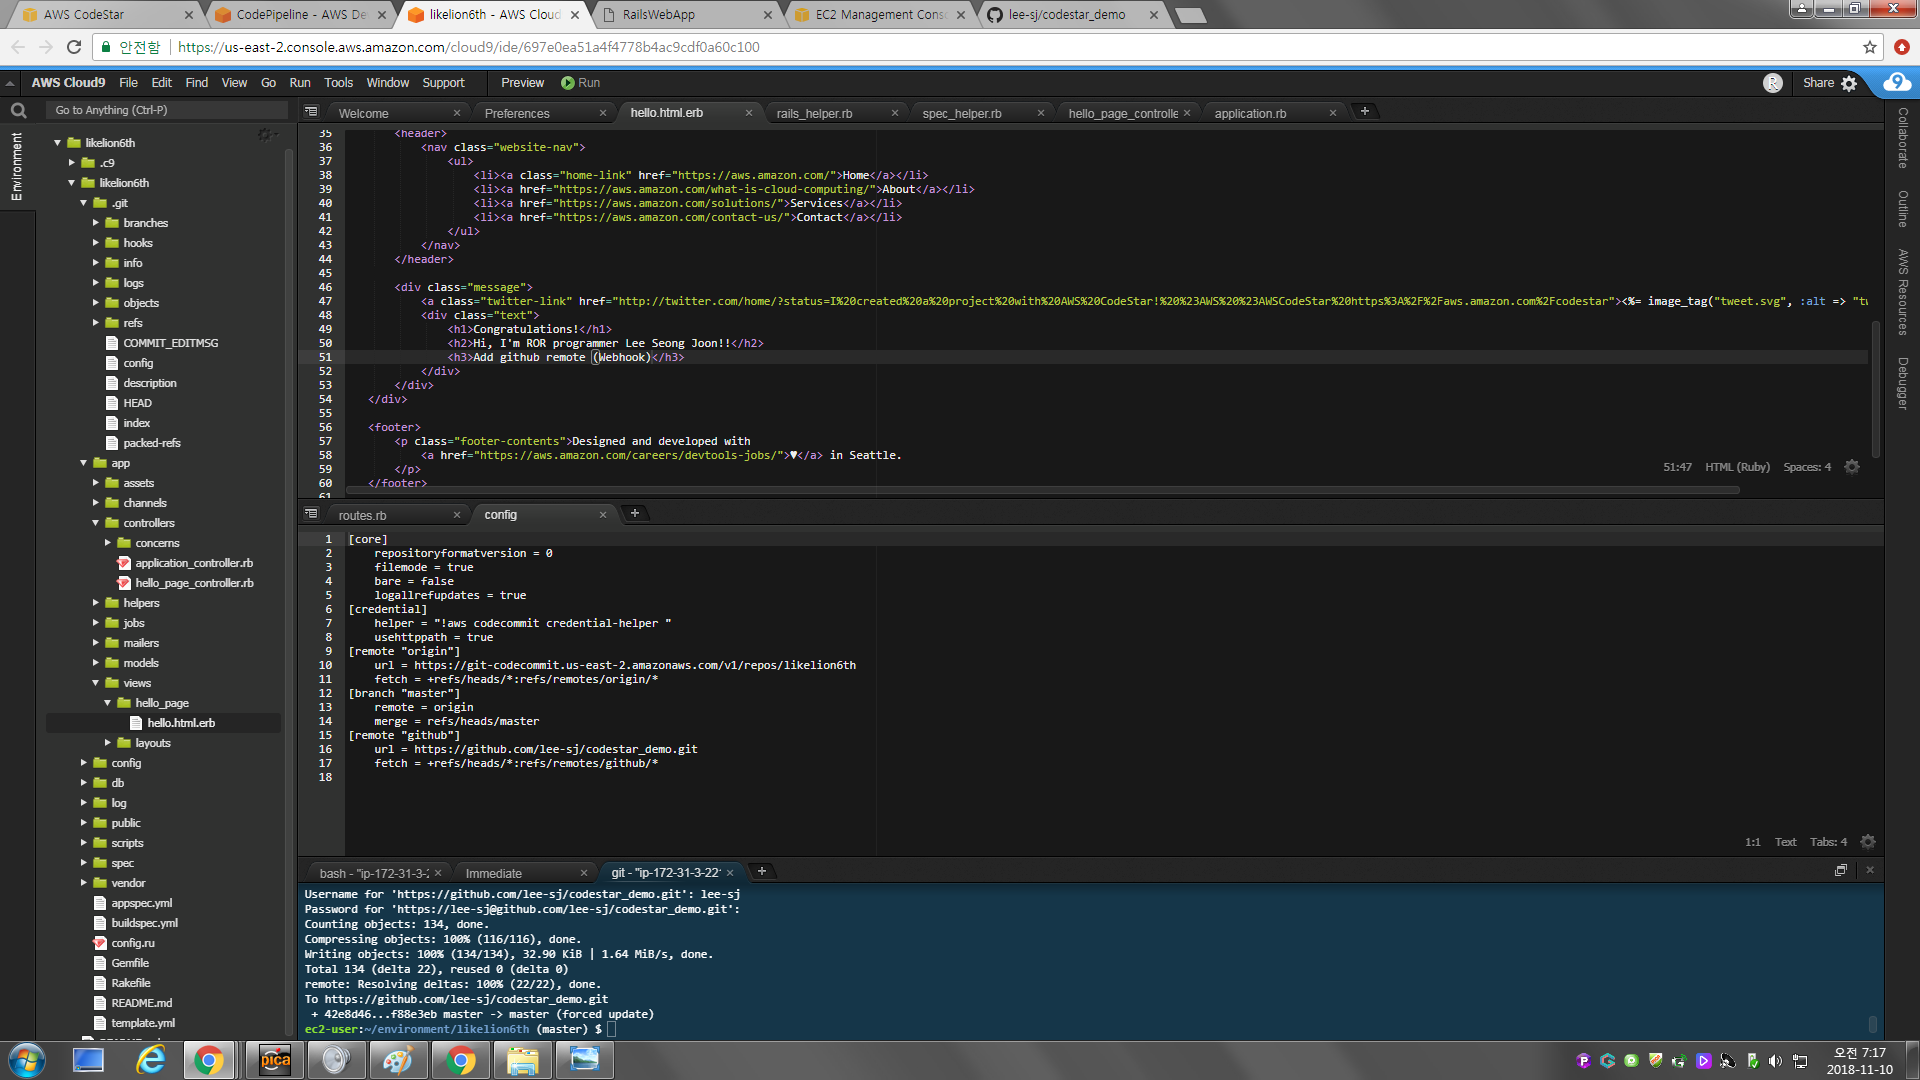 AWS CodeStar
CodePipeline - AWS De
likelion6th - AWS Cloud
RailsWebApp
EC2 Management Cons
lee-sj/codestar_demo
안전함
https://us-east-2.console.aws.amazon.com/cloud9/ide/697e0ea51a4f4778b4ac9cdf0a60c100
AWS Cloud9 File Edit Find View Go Run Tools Window Support Preview Run
R
Share
9
Go to Anything (Ctrl-P)
Welcome
Preferences
hello.html.erb
rails_helper.rb
spec_helper.rb
hello_page_controlle
application.rb
Environment
likelion6th
.c9
likelion6th
.git
branches
hooks
info
logs
objects
refs
COMMIT_EDITMSG
config
description
HEAD
index
packed-refs
app
assets
channels
controllers
concerns
application_controller.rb
hello_page_controller.rb
helpers
jobs
mailers
models
views
hello_page
hello.html.erb
layouts
config
db
log
public
scripts
spec
vendor
appspec.yml
buildspec.yml
config.ru
Gemfile
Rakefile
README.md
template.yml
35 <header>
36 <nav class="website-nav">
37 <ul>
38 <li><a class="home-link" href="https://aws.amazon.com/">Home</a></li>
39 <li><a href="https://aws.amazon.com/what-is-cloud-computing/">About</a></li>
40 <li><a href="https://aws.amazon.com/solutions/">Services</a></li>
41 <li><a href="https://aws.amazon.com/contact-us/">Contact</a></li>
42 </ul>
43 </nav>
44 </header>
45
46 <div class="message">
47 <a class="twitter-link" href="http://twitter.com/home/?status=I%20created%20a%20project%20with%20AWS%20CodeStar!%20%23AWS%20%23AWSCodeStar%20https%3A%2F%2Faws.amazon.com%2Fcodestar"><%= image_tag("tweet.svg", :alt => "tw
48 <div class="text">
49 <h1>Congratulations!</h1>
50 <h2>Hi, I'm ROR programmer Lee Seong Joon!!</h2>
51 <h3>Add github remote (Webhook)</h3>
52 </div>
53 </div>
54 </div>
55
56 <footer>
57 <p class="footer-contents">Designed and developed with
58 <a href="https://aws.amazon.com/careers/devtools-jobs/">♥</a> in Seattle.
59 </p>
60 </footer>
61
51:47 HTML (Ruby) Spaces: 4
routes.rb
config
1 [core]
2 repositoryformatversion = 0
3 filemode = true
4 bare = false
5 logallrefupdates = true
6 [credential]
7 helper = "!aws codecommit credential-helper "
8 usehttppath = true
9 [remote "origin"]
10 url = https://git-codecommit.us-east-2.amazonaws.com/v1/repos/likelion6th
11 fetch = +refs/heads/*:refs/remotes/origin/*
12 [branch "master"]
13 remote = origin
14 merge = refs/heads/master
15 [remote "github"]
16 url = https://github.com/lee-sj/codestar_demo.git
17 fetch = +refs/heads/*:refs/remotes/github/*
18
1:1 Text Tabs: 4
bash - "ip-172-31-3-2
Immediate
git - "ip-172-31-3-22
Username for 'https://github.com/lee-sj/codestar_demo.git': lee-sj
Password for 'https://lee-sj@github.com/lee-sj/codestar_demo.git':
Counting objects: 134, done.
Compressing objects: 100% (116/116), done.
Writing objects: 100% (134/134), 32.90 KiB | 1.64 MiB/s, done.
Total 134 (delta 22), reused 0 (delta 0)
remote: Resolving deltas: 100% (22/22), done.
To https://github.com/lee-sj/codestar_demo.git
+ 42e8d46...f88e3eb master -> master (forced update)
ec2-user:~/environment/likelion6th (master) $
Collaborate
Outline
AWS Resources
Debugger
pica
오전 7:17
2018-11-10